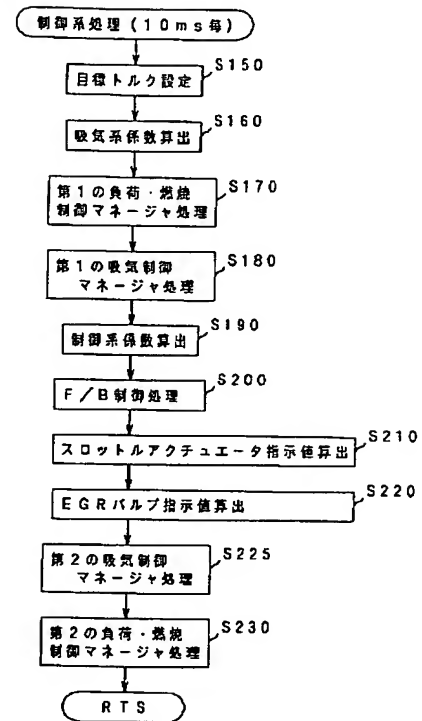 制御系処理(10ms毎)
S150
目標トルク設定
S160
吸気系係数算出
S170
第1の負荷・燃焼
制御マネージャ処理
S180
第1の吸気制御
マネージャ処理
S190
制御系係数算出
S200
F/B制御処理
S210
スロットルアクチュエータ指示値算出
S220
EGRバルブ指示値算出
S225
第2の吸気制御
マネージャ処理
S230
第2の負荷・燃焼
制御マネージャ処理
RTS